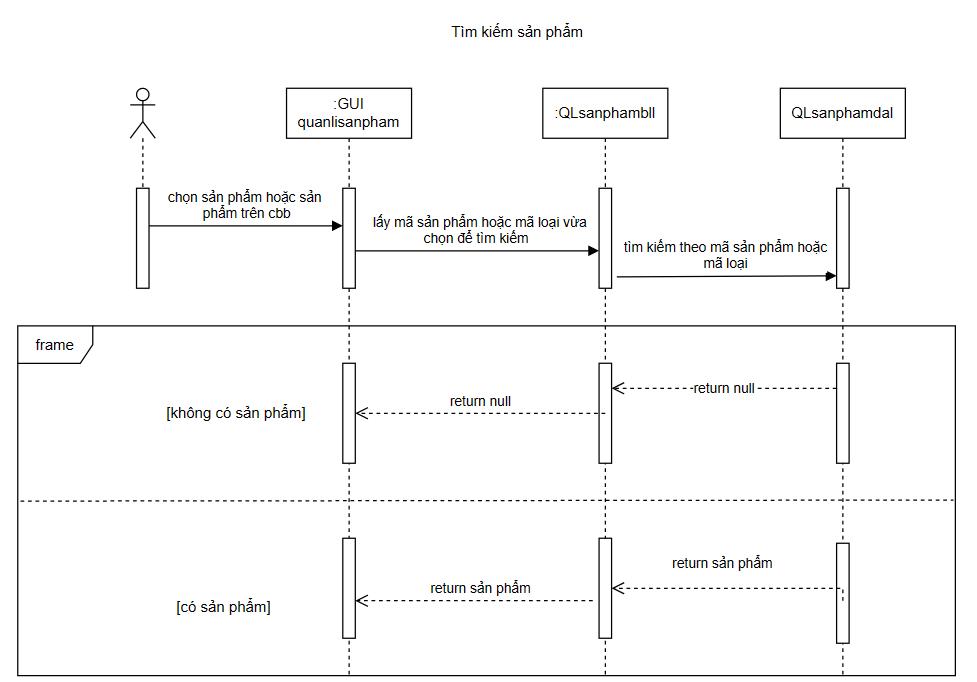 Tìm kiếm sản phẩm
:GUI
quanlisanpham
:QLsanphambll
QLsanphamdal
chọn sản phẩm hoặc sản
phẩm trên cbb
lấy mã sản phẩm hoặc mã loại vừa
chọn để tìm kiếm
tìm kiếm theo mã sản phẩm hoặc
mã loại
frame
return null
return null
[không có sản phẩm]
return sản phẩm
return sản phẩm
[có sản phẩm]